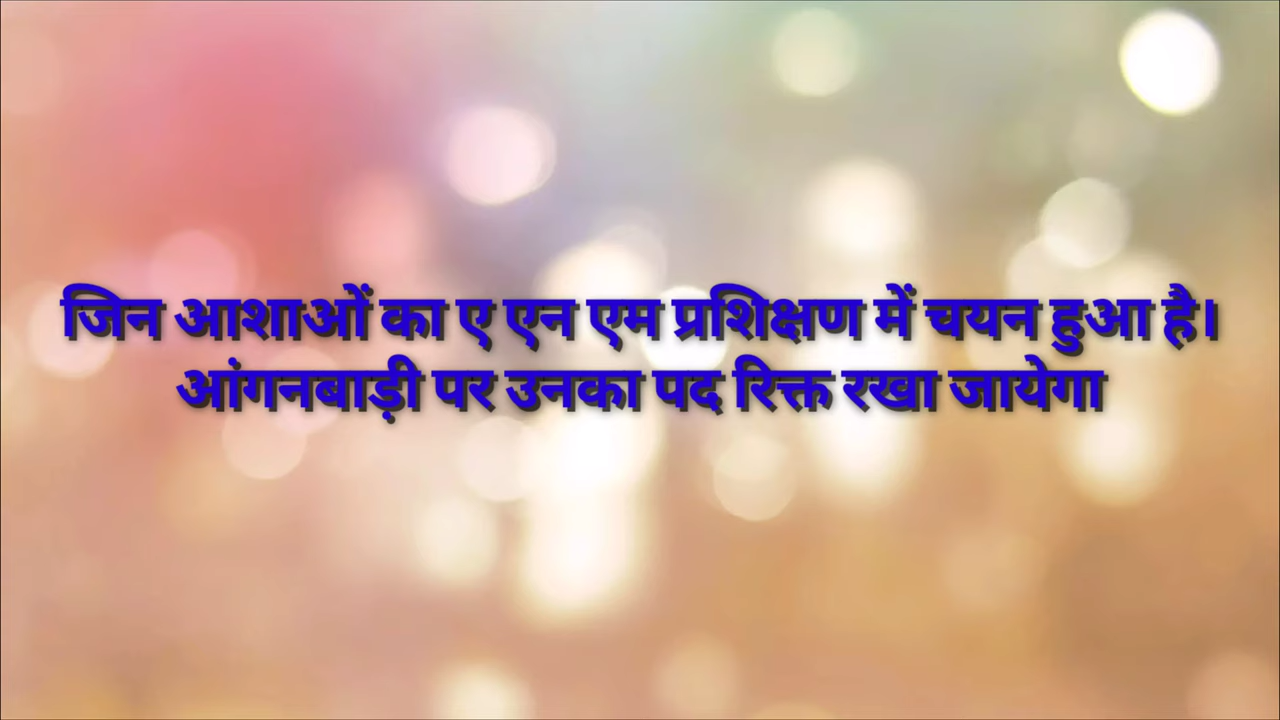 जिन आशाओं का ए एन एम प्रशिक्षण में चयन हुआ है।
आंगनबाड़ी पर उनका पद रिक्त रखा जायेगा